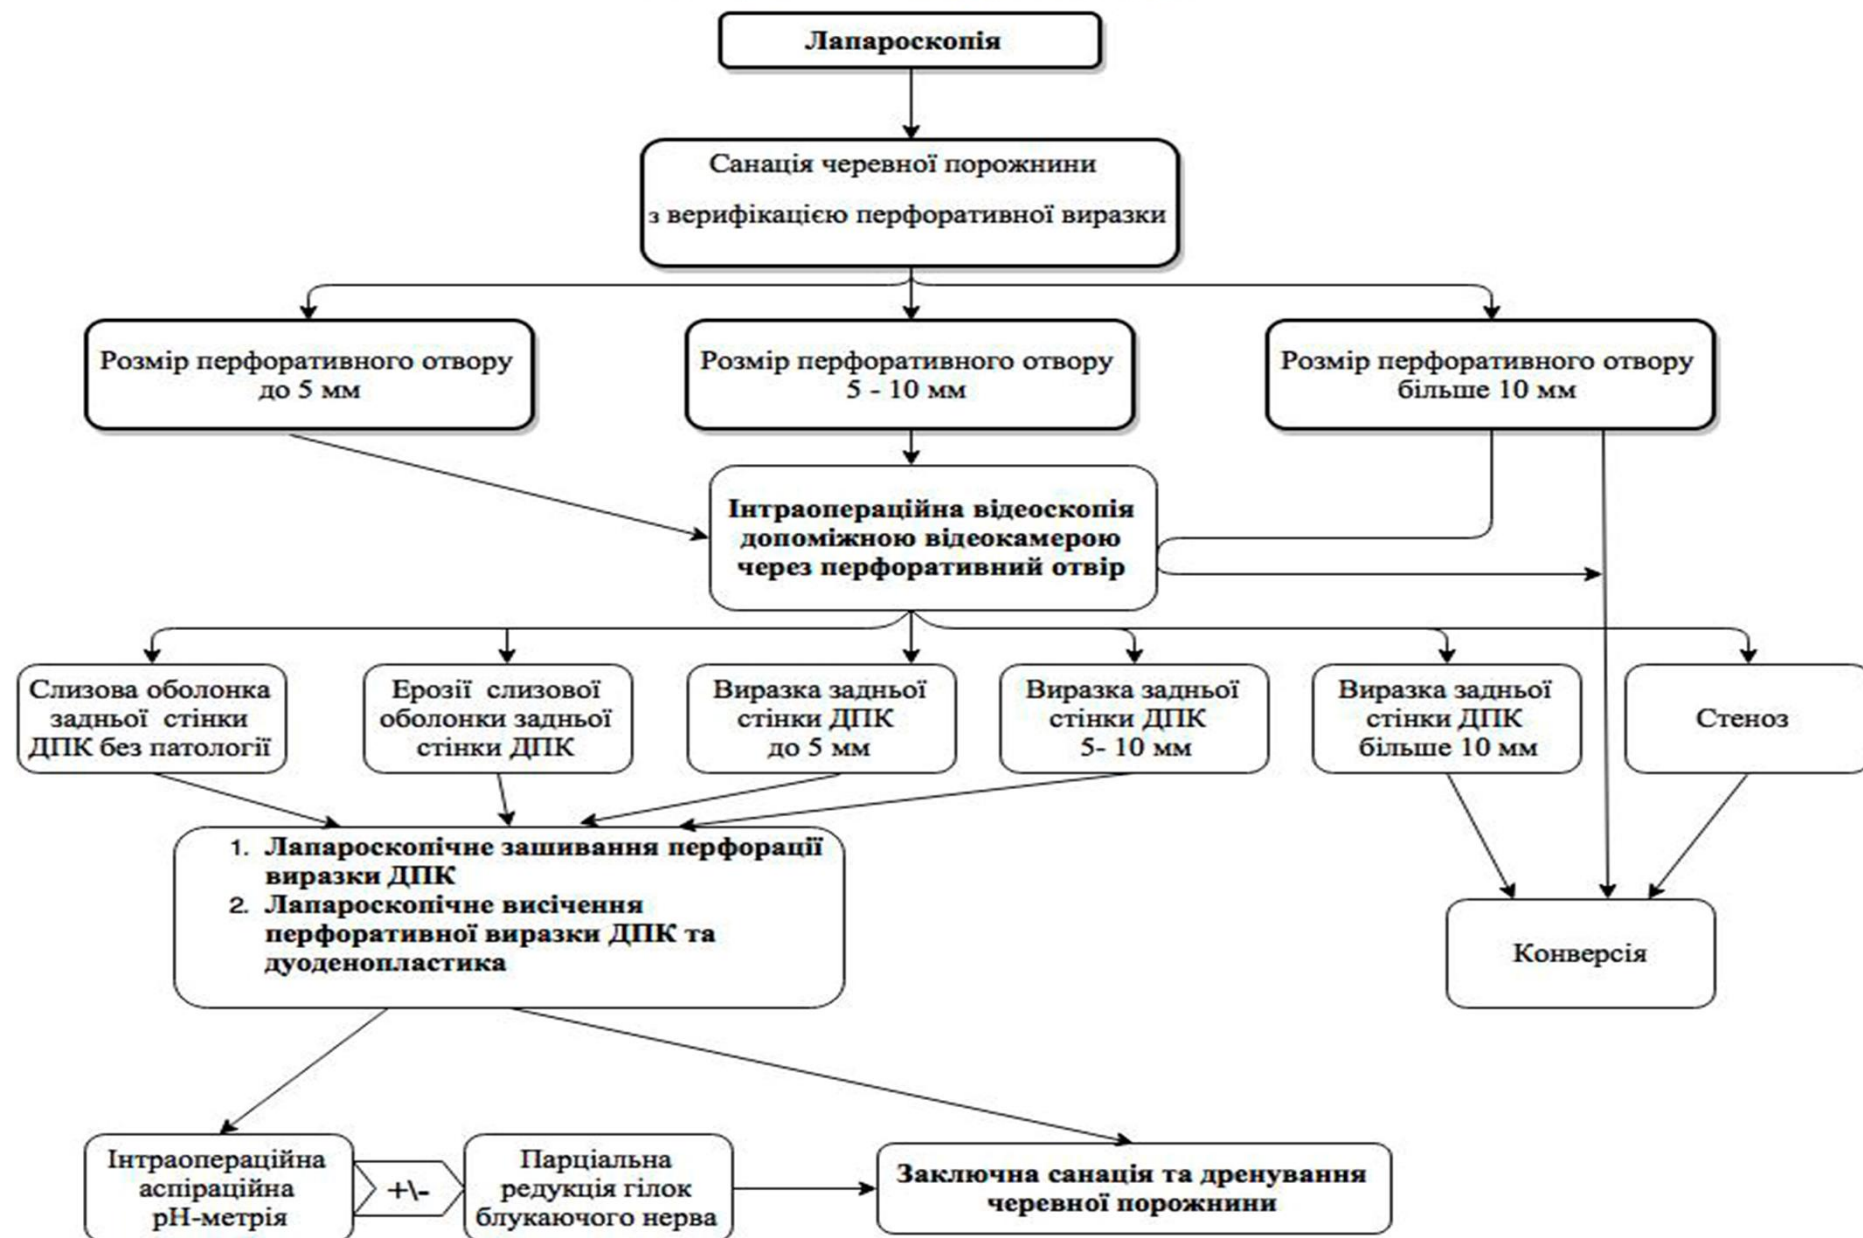 Лапароскопія
Санація черевної порожнини
з верифікацією перфоративної виразки
Розмір перфоративного отвору
до 5 мм
Розмір перфоративного отвору
5 - 10 мм
Розмір перфоративного отвору
більше 10 мм
Інтраопераційна відеоскопія
допоміжною відеокамерою
через перфоративний отвір
Слизова оболонка
задньої стінки
ДПК без патології
Ерозії слизової
оболонки задньої
стінки ДПК
Виразка задньої
стінки ДПК
до 5 мм
Виразка задньої
стінки ДПК
5- 10 мм
Виразка задньої
стінки ДПК
більше 10 мм
Стеноз
1. Лапароскопічне зашивання перфорації
виразки ДПК
2. Лапароскопічне висічення
перфоративної виразки ДПК та
дуоденопластика
Конверсія
Інтраопераційна
аспіраційна
рН-метрія
+\-
Парціальна
редукція гілок
блукаючого нерва
Заключна санація та дренування
черевної порожнини